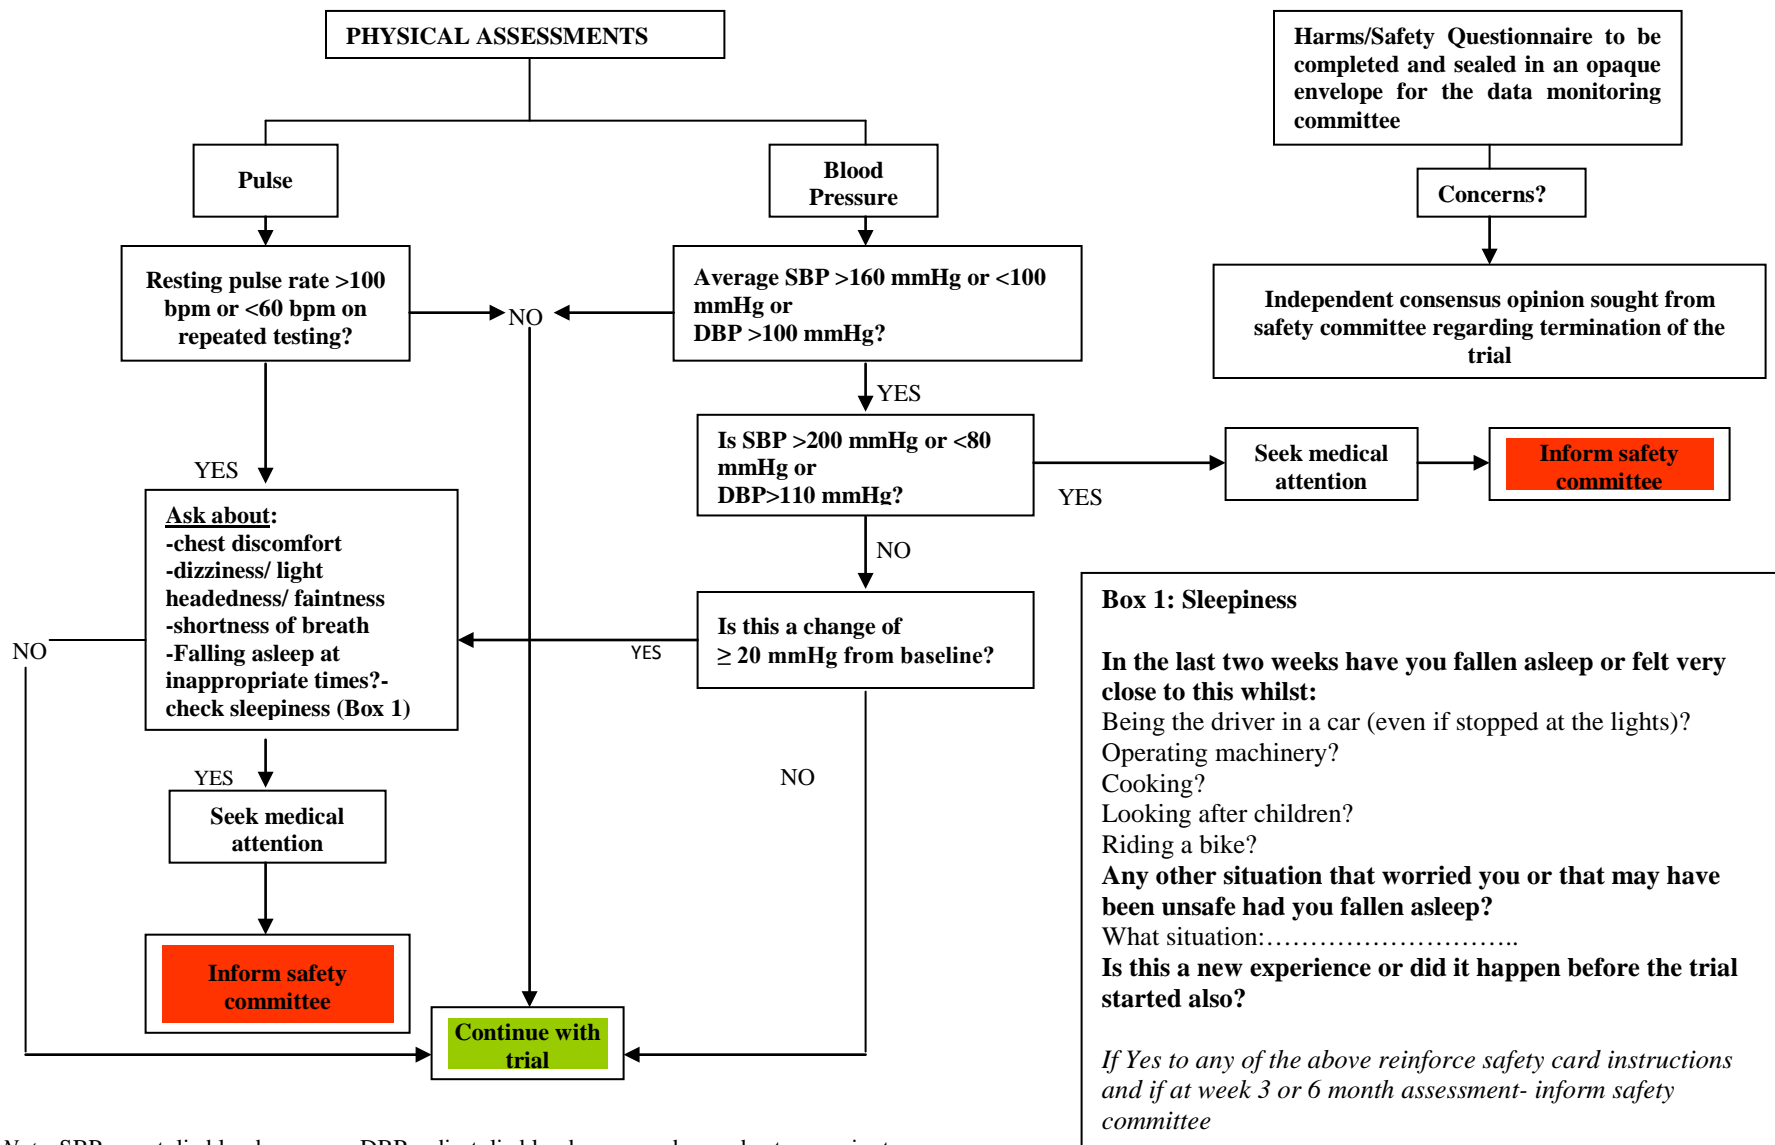 PHYSICAL ASSESSMENTS
Harms/Safety Questionnaire to be
completed and sealed in an opaque
envelope for the data monitoring
committee
Pulse
Blood
Pressure
Concerns?
Resting pulse rate >100
bpm or <60 bpm on
repeated testing?
NO
Average SBP >160 mmHg or <100
mmHg or
DBP >100 mmHg?
Independent consensus opinion sought from
safety committee regarding termination of the
trial
YES
Is SBP >200 mmHg or <80
mmHg or
DBP>110 mmHg?
YES
Seek medical
attention
Inform safety
committee
YES
Ask about:
-chest discomfort
-dizziness/ light
headedness/ faintness
-shortness of breath
-Falling asleep at
inappropriate times?-
check sleepiness (Box 1)
NO
NO
Is this a change of
≥ 20 mmHg from baseline?
YES
NO
YES
Seek medical
attention
Inform safety
committee
Continue with
trial
Box 1: Sleepiness
In the last two weeks have you fallen asleep or felt very
close to this whilst:
Being the driver in a car (even if stopped at the lights)?
Operating machinery?
Cooking?
Looking after children?
Riding a bike?
Any other situation that worried you or that may have
been unsafe had you fallen asleep?
What situation:………………………..
Is this a new experience or did it happen before the trial
started also?
If Yes to any of the above reinforce safety card instructions
and if at week 3 or 6 month assessment- inform safety
committee